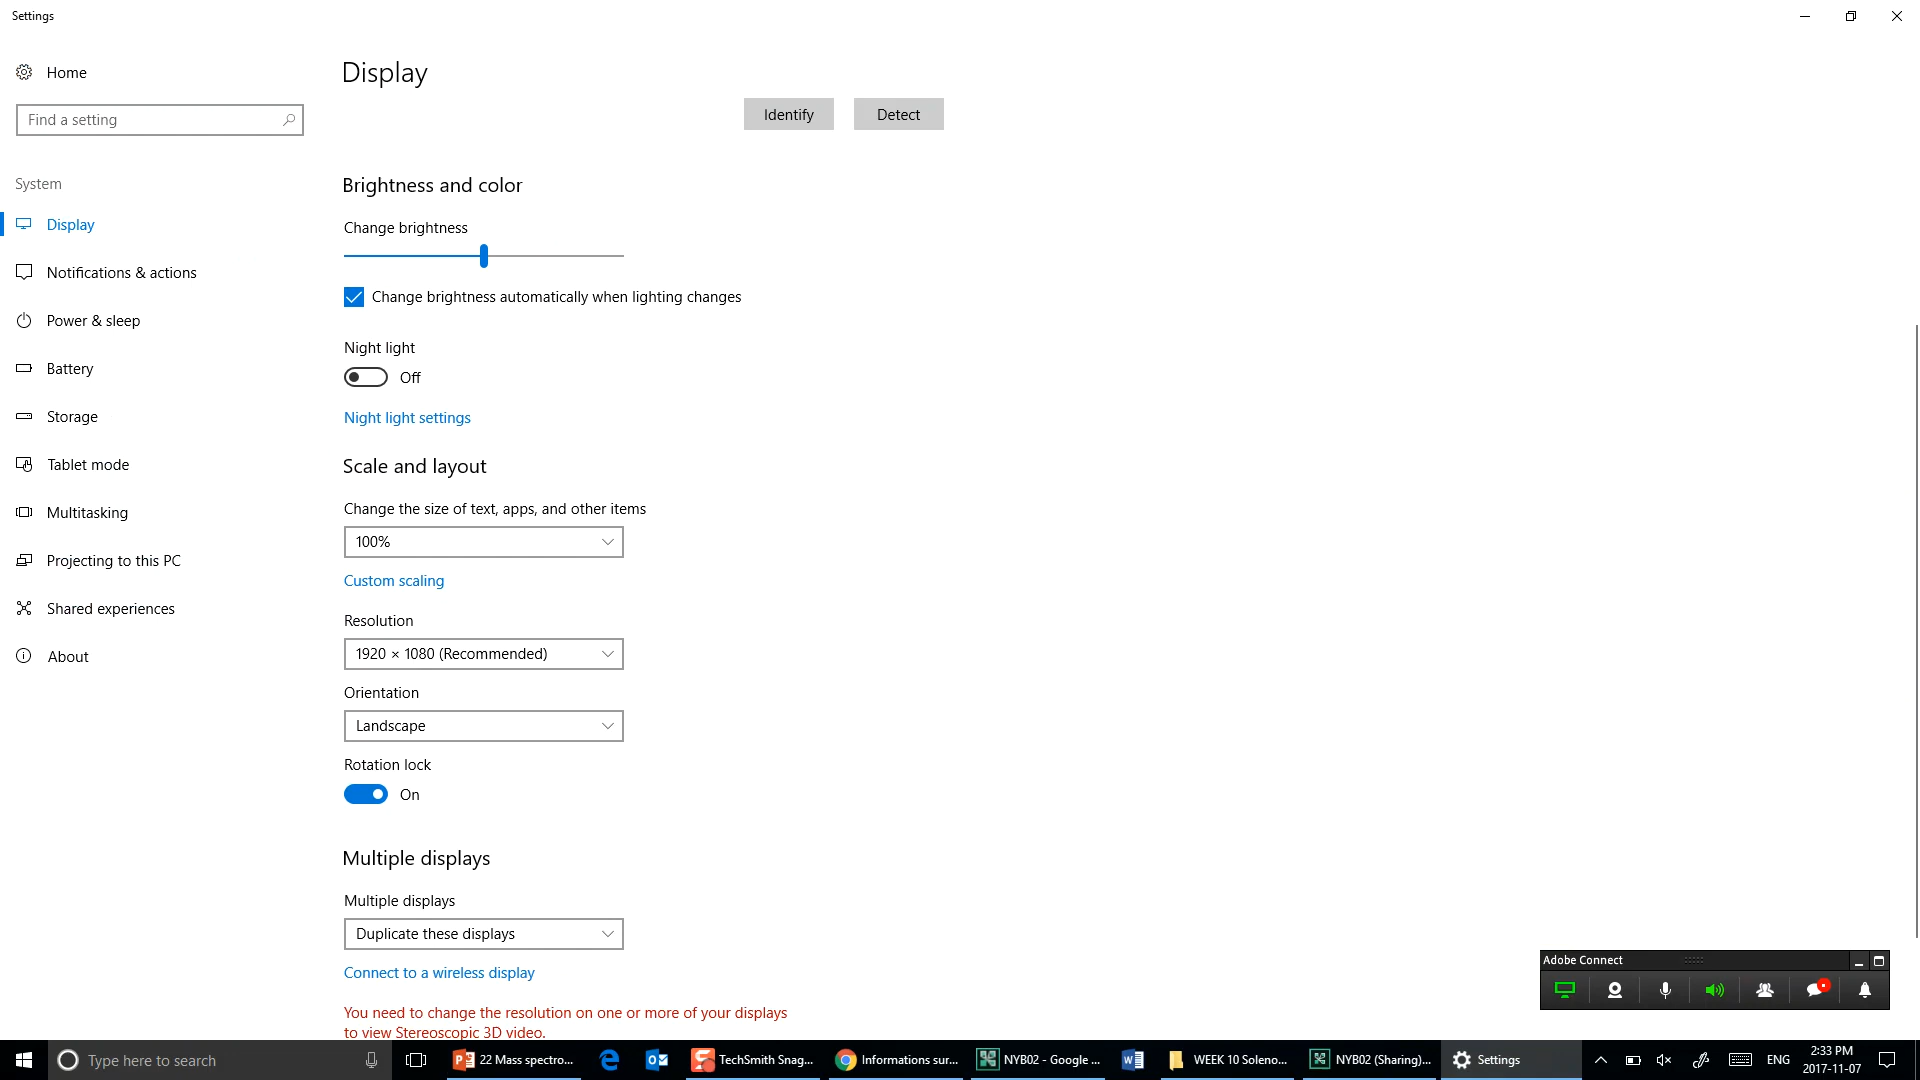 Settings
Home
Find a setting
System
Display
Notifications & actions
Power & sleep
Battery
Storage
Tablet mode
Multitasking
Projecting to this PC
Shared experiences
About
Display
Identify
Detect
Brightness and color
Change brightness
Change brightness automatically when lighting changes
Night light
Off
Night light settings
Scale and layout
Change the size of text, apps, and other items
100%
Custom scaling
Resolution
1920 × 1080 (Recommended)
Orientation
Landscape
Rotation lock
On
Multiple displays
Multiple displays
Duplicate these displays
Connect to a wireless display
You need to change the resolution on one or more of your displays
to view Stereoscopic 3D video.
Adobe Connect
Type here to search
22 Mass spectro...
TechSmith Snag...
Informations sur...
NYB02 - Google ...
WEEK 10 Soleno...
NYB02 (Sharing)...
Settings
ENG
2:33 PM
2017-11-07